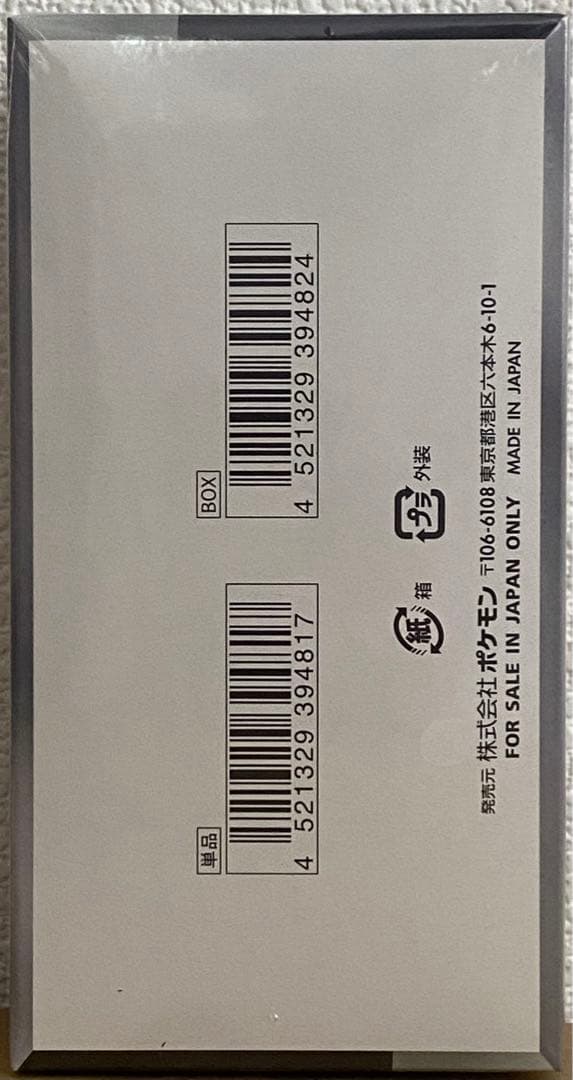 単品
4 521329 394817
BOX
4 521329 394824
紙 箱
プラ 外装
発売元 株式会社 ポケモン 〒106-6108 東京都港区六本木6-10-1
FOR SALE IN JAPAN ONLY MADE IN JAPAN